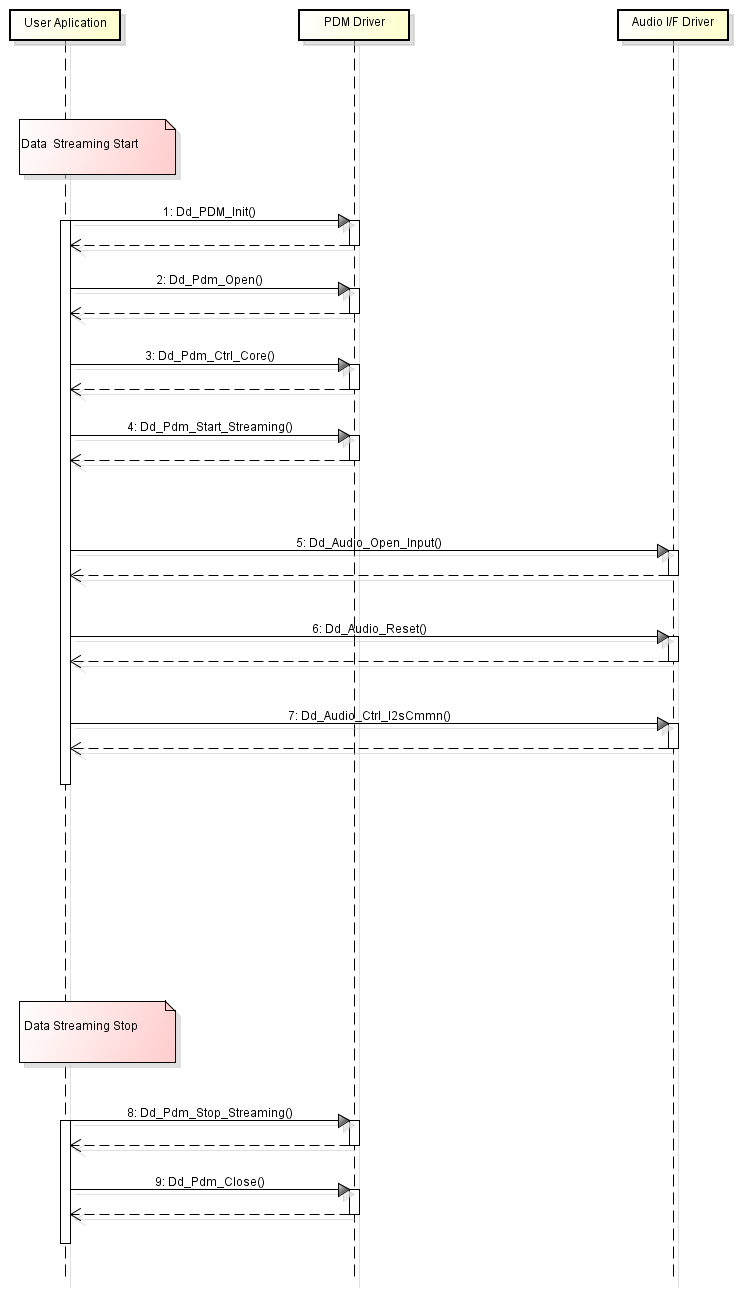 User Aplication
PDM Driver
Audio I/F Driver
Data  Streaming Start
1: Dd_PDM_Init()
2: Dd_Pdm_Open()
3: Dd_Pdm_Ctrl_Core()
4: Dd_Pdm_Start_Streaming()
5: Dd_Audio_Open_Input()
6: Dd_Audio_Reset()
7: Dd_Audio_Ctrl_I2sCmmn()
Data Streaming Stop
8: Dd_Pdm_Stop_Streaming()
9: Dd_Pdm_Close()